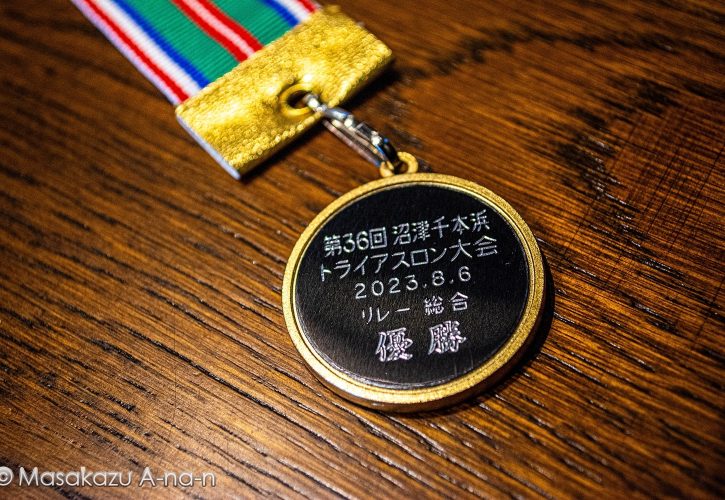 第36回 沼津千本浜
トライアスロン大会
2023.8.6
リレー 総合
優勝
© Masakazu A-na-n